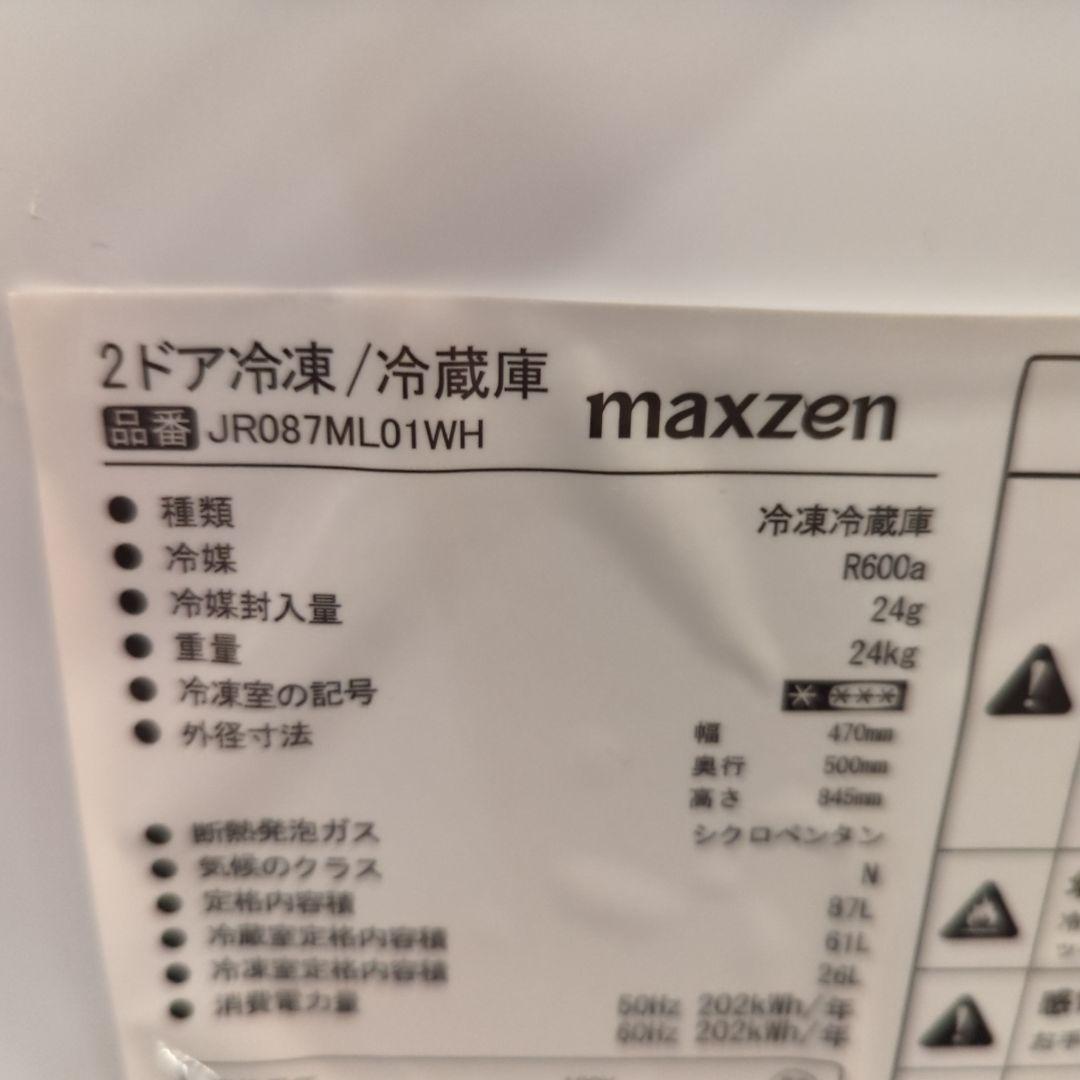 2ドア冷凍/冷蔵庫
maxzen
品番 JR087ML01WH
種類 冷凍冷蔵庫
冷媒 R600a
冷媒封入量 24g
重量 24kg
冷凍室の記号 * ***
外径寸法 幅 470mm
奥行 500mm
高さ 845mm
断熱発泡ガス シクロペンタン
気候のクラス N
定格内容積 87L
冷蔵室定格内容積 61L
冷凍室定格内容積 26L
消費電力量 50Hz 202kWh/年
60Hz 202kWh/年